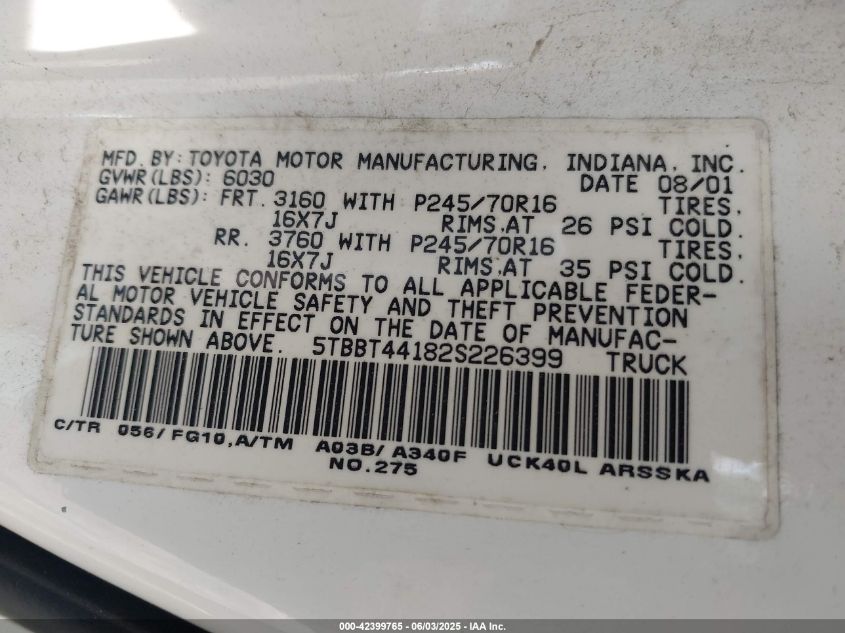 MFD. BY: TOYOTA MOTOR MANUFACTURING, INDIANA, INC.
GVWR(LBS): 6030 DATE 08/01
GAWR(LBS): FRT. 3160 WITH P245/70R16 TIRES,
16X7J RIMS,AT 26 PSI COLD.
RR. 3760 WITH P245/70R16 TIRES,
16X7J RIMS,AT 35 PSI COLD.
THIS VEHICLE CONFORMS TO ALL APPLICABLE FEDER-
AL MOTOR VEHICLE SAFETY AND THEFT PREVENTION
STANDARDS IN EFFECT ON THE DATE OF MANUFAC-
TURE SHOWN ABOVE. 5TBBT44182S226399 TRUCK
C/TR 056/FG10,A/TM A03B/A340F UCK40L ARSSKA
NO.275
000-42399765 - 06/03/2025 - IAA Inc.